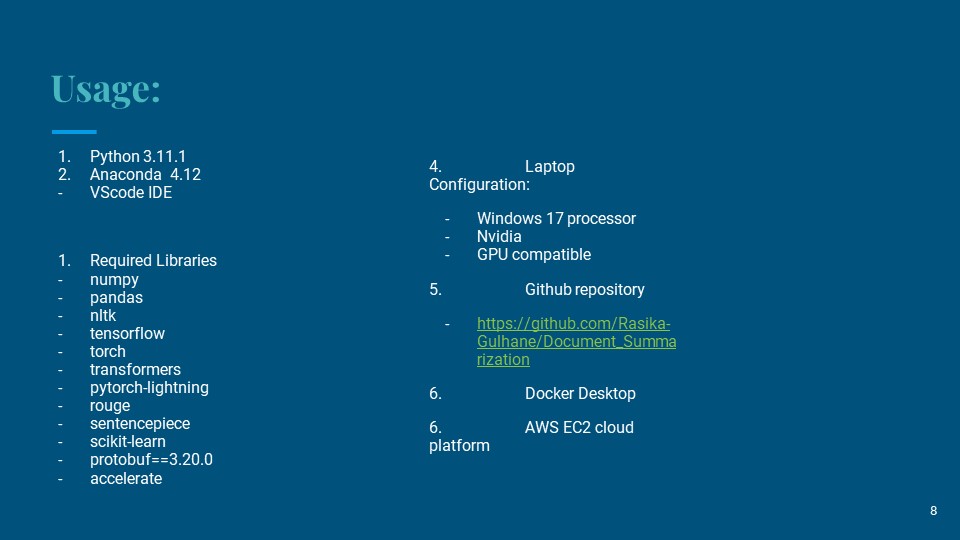 Usage:
1. Python 3.11.1
2. Anaconda 4.12
- VScode IDE
1. Required Libraries
- numpy
- pandas
- nltk
- tensorflow
- torch
- transformers
- pytorch-lightning
- rouge
- sentencepiece
- scikit-learn
- protobuf==3.20.0
- accelerate
4. Laptop
Configuration:
- Windows 17 processor
- Nvidia
- GPU compatible
5. Github repository
- https://github.com/Rasika-
Gulhane/Document_Summa
rization
6. Docker Desktop
6. AWS EC2 cloud
platform
8